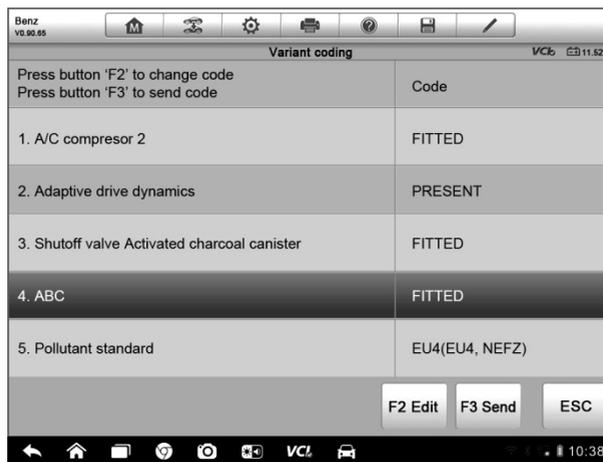 Benz
V0.90.65
M
Variant coding
VCI
11.52
Press button ‘F2’ to change code
Press button ‘F3’ to send code
Code
1. A/C compresor 2
FITTED
2. Adaptive drive dynamics
PRESENT
3. Shutoff valve Activated charcoal canister
FITTED
4. ABC
FITTED
5. Pollutant standard
EU4(EU4, NEFZ)
F2 Edit
F3 Send
ESC
VCI
10:38